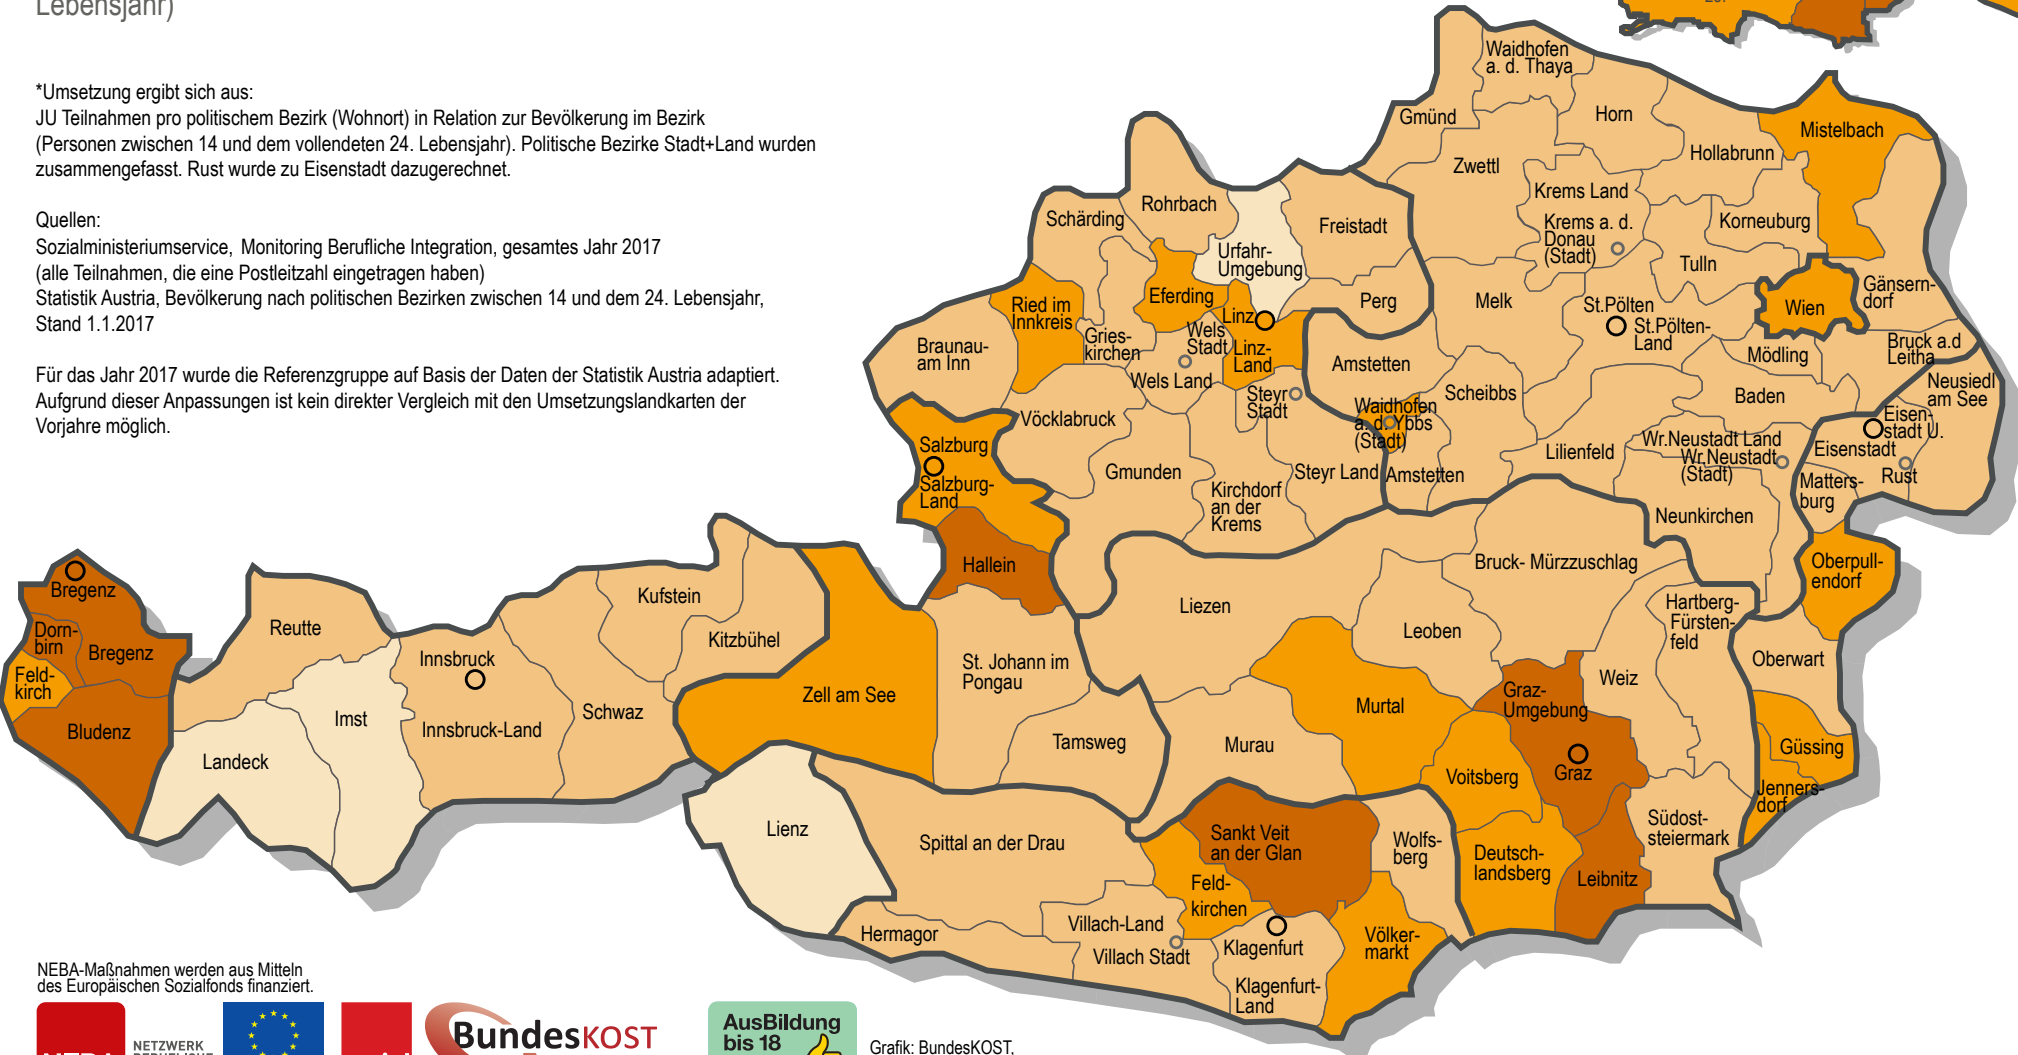 Lebensjahr)
*Umsetzung ergibt sich aus:
JU Teilnahmen pro politischem Bezirk (Wohnort) in Relation zur Bevölkerung im Bezirk
(Personen zwischen 14 und dem vollendeten 24. Lebensjahr). Politische Bezirke Stadt+Land wurden
zusammengefasst. Rust wurde zu Eisenstadt dazugerechnet.
Quellen:
Sozialministeriumservice, Monitoring Berufliche Integration, gesamtes Jahr 2017
(alle Teilnahmen, die eine Postleitzahl eingetragen haben)
Statistik Austria, Bevölkerung nach politischen Bezirken zwischen 14 und dem 24. Lebensjahr,
Stand 1.1.2017
Für das Jahr 2017 wurde die Referenzgruppe auf Basis der Daten der Statistik Austria adaptiert.
Aufgrund dieser Anpassungen ist kein direkter Vergleich mit den Umsetzungslandkarten der
Vorjahre möglich.
Waidhofen
a. d. Thaya
Gmünd
Horn
Mistelbach
Zwettl
Hollabrunn
Krems Land
Krems a. d.
Donau
(Stadt)
Korneuburg
Tulln
Gänsern-
dorf
Wien
Melk
St.Pölten
St.Pölten-
Land
Mödling
Bruck a.d
Leitha
Neusiedl
am See
Baden
Eisen-
stadt U.
Eisenstadt
Rust
Matters-
burg
Scheibbs
Lilienfeld
Wr.Neustadt Land
Wr.Neustadt
(Stadt)
Neunkirchen
Amstetten
Waidhofen
a. d. Ybbs
(Stadt)
Amstetten
Schärding
Rohrbach
Urfahr-
Umgebung
Freistadt
Perg
Ried im
Innkreis
Eferding
Linz
Linz-
Land
Gries-
kirchen
Wels
Stadt
Wels Land
Braunau-
am Inn
Vöcklabruck
Steyr
Stadt
Gmunden
Kirchdorf
an der
Krems
Steyr Land
Salzburg
Salzburg-
Land
Hallein
Zell am See
St. Johann im
Pongau
Tamsweg
Bregenz
Dorn-
birn
Bregenz
Feld-
kirch
Bludenz
Reutte
Landeck
Imst
Innsbruck
Innsbruck-Land
Schwaz
Kufstein
Kitzbühel
Lienz
Liezen
Leoben
Bruck- Mürzzuschlag
Hartberg-
Fürsten-
feld
Weiz
Murtal
Murau
Graz-
Umgebung
Graz
Voitsberg
Deutsch-
landsberg
Leibnitz
Südost-
steiermark
Oberpull-
endorf
Oberwart
Güssing
Jenners-
dorf
Spittal an der Drau
Hermagor
Villach-Land
Villach Stadt
Feld-
kirchen
Sankt Veit
an der Glan
Klagenfurt
Klagenfurt-
Land
Völker-
markt
Wolfs-
berg
NEBA-Maßnahmen werden aus Mitteln
des Europäischen Sozialfonds finanziert.
NETZWERK
BundesKOST
AusBildung
bis 18
Grafik: BundesKOST,